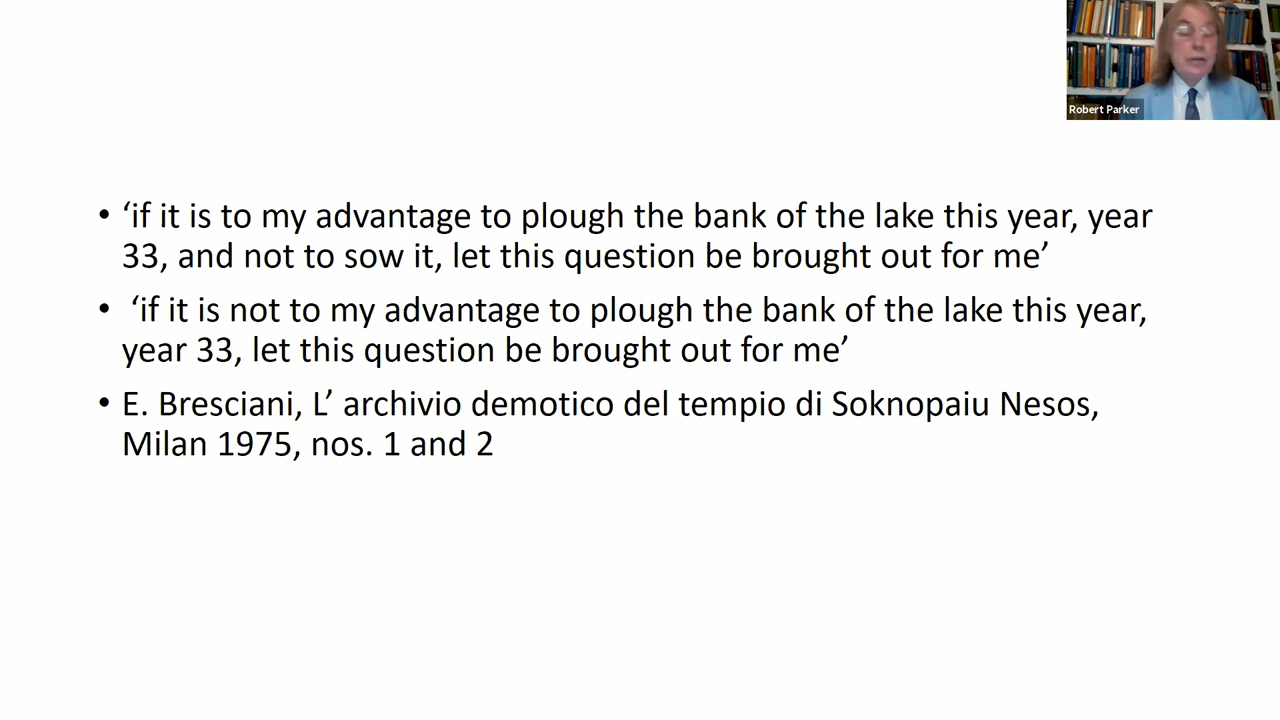 Robert Parker
• ‘if it is to my advantage to plough the bank of the lake this year, year
33, and not to sow it, let this question be brought out for me’
• ‘if it is not to my advantage to plough the bank of the lake this year,
year 33, let this question be brought out for me’
• E. Bresciani, L’ archivio demotico del tempio di Soknopaiu Nesos,
Milan 1975, nos. 1 and 2